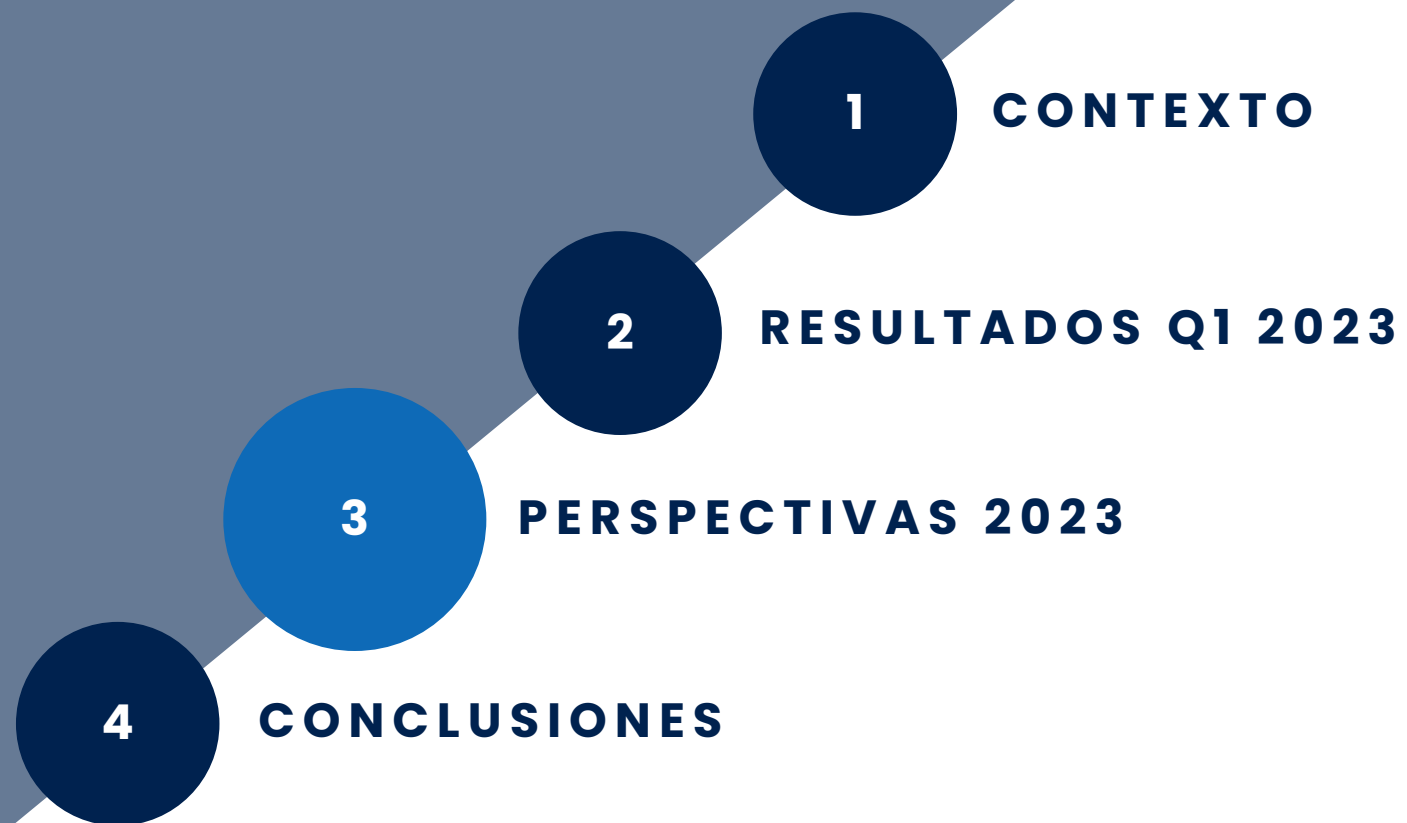 1 CONTEXTO
2 RESULTADOS Q1 2023
3 PERSPECTIVAS 2023
4 CONCLUSIONES